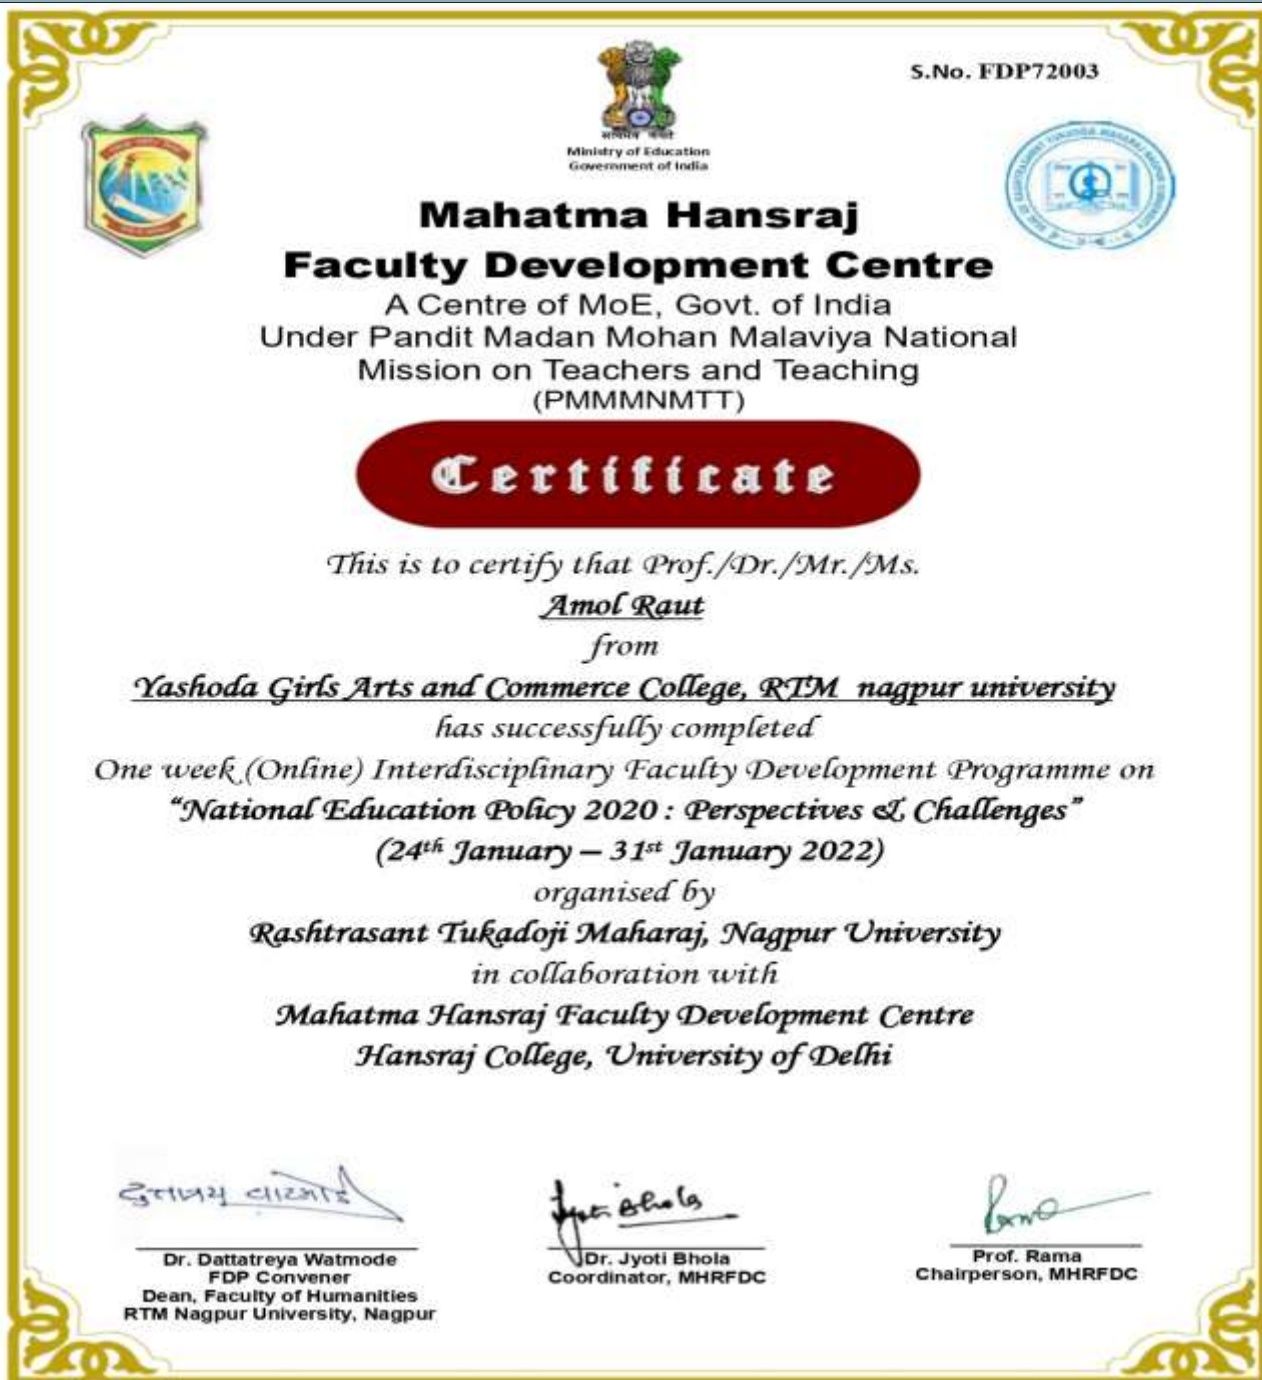 S.No. FDP72003
सत्यमेव जयते
Ministry of Education
Government of India
Mahatma Hansraj
Faculty Development Centre
A Centre of MoE, Govt. of India
Under Pandit Madan Mohan Malaviya National
Mission on Teachers and Teaching
(PMMMNMTT)
Certificate
This is to certify that Prof./Dr./Mr./Ms.
Amol Raut
from
Yashoda Girls Arts and Commerce College, RTM nagpur university
has successfully completed
One week (Online) Interdisciplinary Faculty Development Programme on
“National Education Policy 2020 : Perspectives & Challenges”
(24th January – 31st January 2022)
organised by
Rashtrasant Tukadoji Maharaj, Nagpur University
in collaboration with
Mahatma Hansraj Faculty Development Centre
Hansraj College, University of Delhi
Jyoti Bhola
Rama
Dr. Dattatreya Watmode
FDP Convener
Dean, Faculty of Humanities
RTM Nagpur University, Nagpur
Dr. Jyoti Bhola
Coordinator, MHRFDC
Prof. Rama
Chairperson, MHRFDC